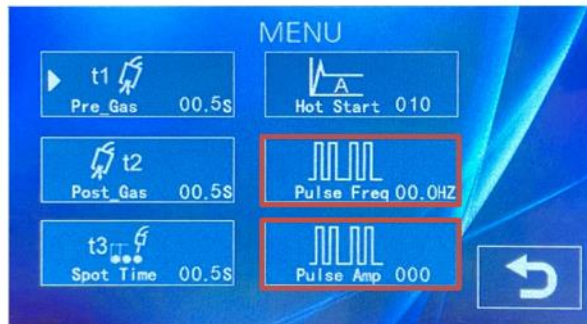 MENU
t1
Pre_Gas 00.5S
A
Hot Start 010
t2
Post_Gas 00.5S
Pulse Freq 00.0HZ
t3
Spot Time 00.5S
Pulse Amp 000